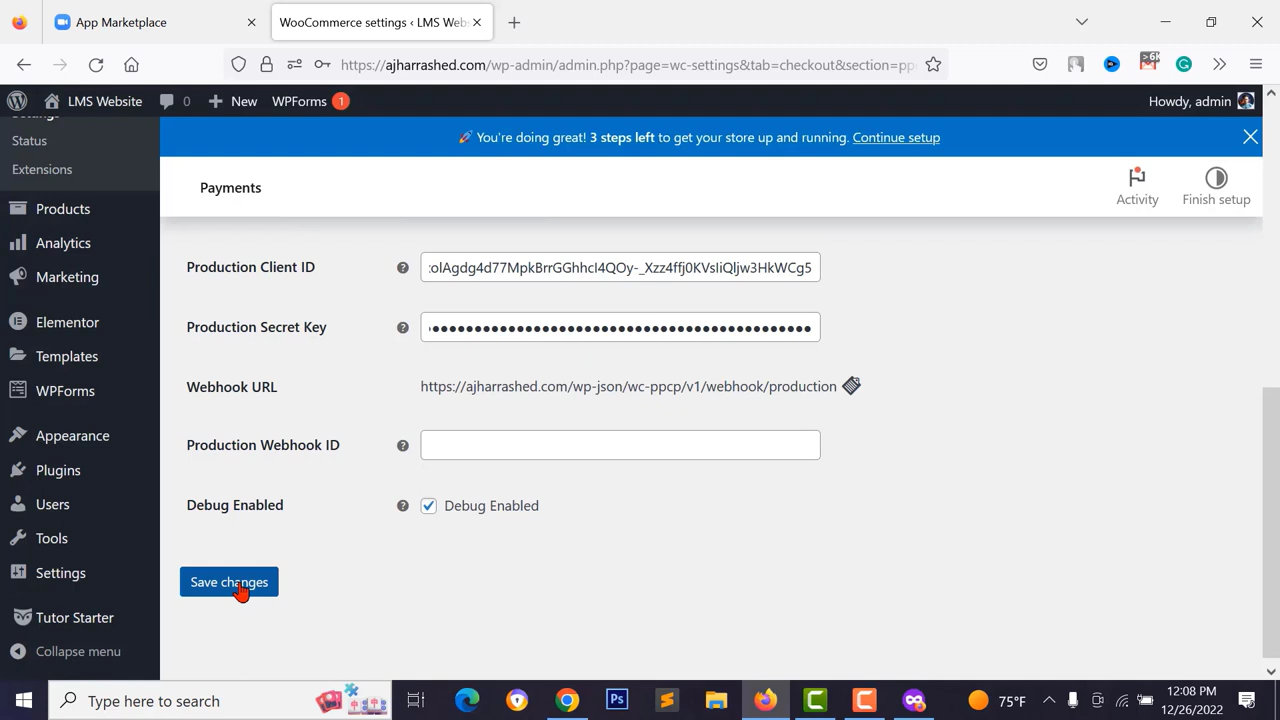 App Marketplace
WooCommerce settings ‹ LMS Webs
https://ajharrashed.com/wp-admin/admin.php?page=wc-settings&tab=checkout&section=pp
>6k
LMS Website
0
New
WPForms 1
Howdy, admin
Settings
Status
Extensions
Products
Analytics
Marketing
Elementor
Templates
WPForms
Appearance
Plugins
Users
Tools
Settings
Tutor Starter
Collapse menu
🚀 You're doing great! 3 steps left to get your store up and running. Continue setup
Payments
Activity
Finish setup
Production Client ID
:olAgdg4d77MpkBrrGGhhcI4QOy-_Xzz4ffj0KVsIiQljw3HkWCg5
Production Secret Key
Webhook URL
https://ajharrashed.com/wp-json/wc-ppcp/v1/webhook/production
Production Webhook ID
Debug Enabled
Debug Enabled
Save changes
Type here to search
75°F
12:08 PM
12/26/2022